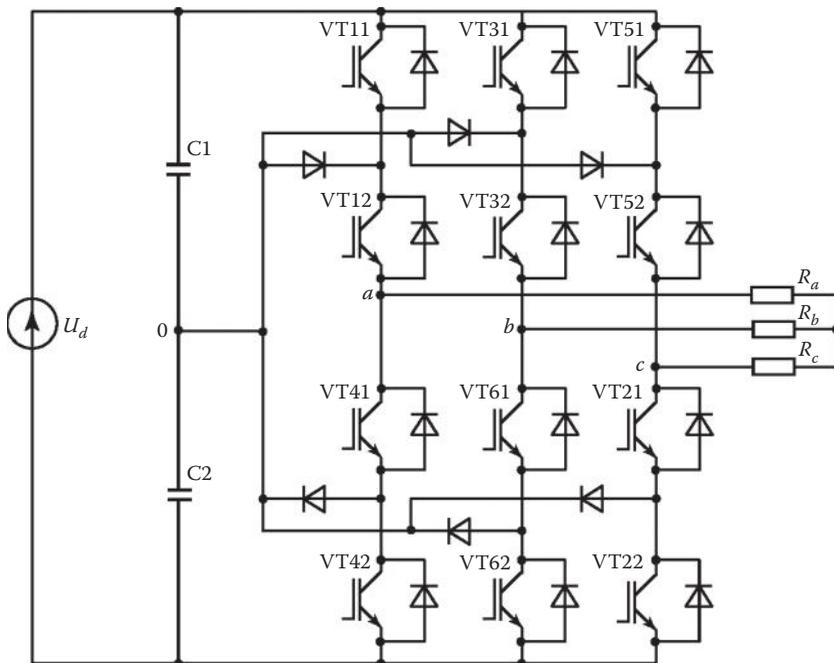 VT11
VT31
VT51
C1
VT12
VT32
VT52
a
R_a
U_d
0
b
R_b
c
R_c
VT41
VT61
VT21
C2
VT42
VT62
VT22